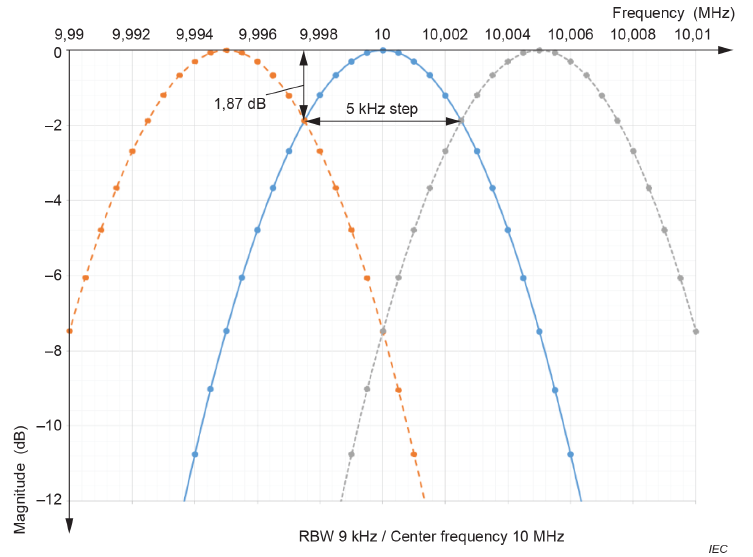 Frequency (MHz)
9,99 9,992 9,994 9,996 9,998 10 10,002 10,004 10,006 10,008 10,01
0
1,87 dB
5 kHz step
–2
–4
–6
–8
–10
–12
Magnitude (dB)
RBW 9 kHz / Center frequency 10 MHz
IEC